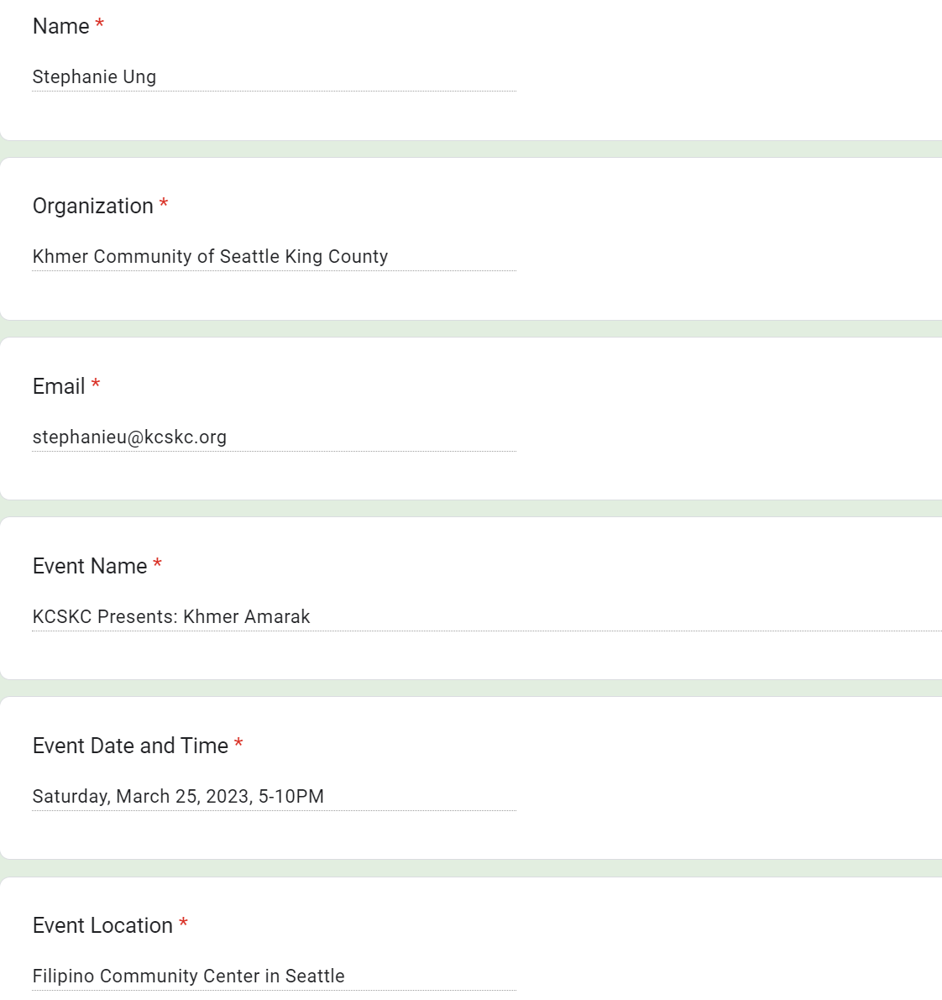 Name *
Stephanie Ung
Organization *
Khmer Community of Seattle King County
Email *
stephanieu@kcskc.org
Event Name *
KCSKC Presents: Khmer Amarak
Event Date and Time *
Saturday, March 25, 2023, 5-10PM
Event Location *
Filipino Community Center in Seattle